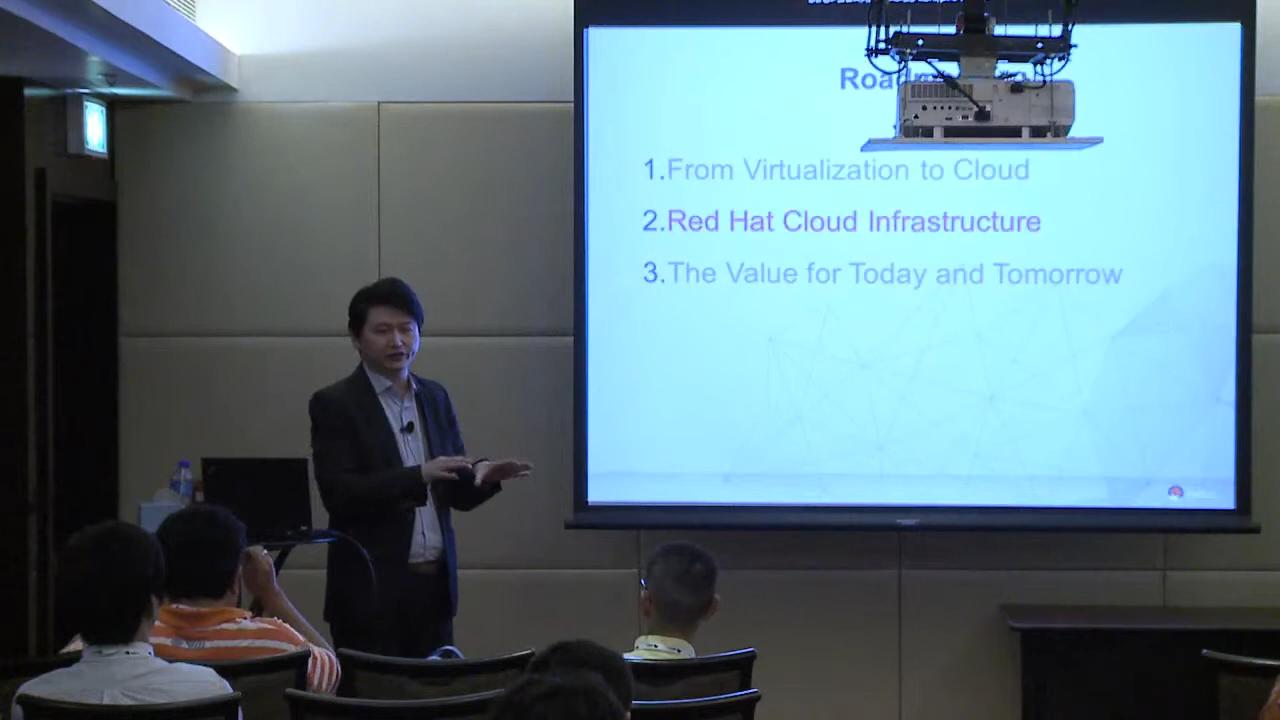 1.From Virtualization to Cloud
2.Red Hat Cloud Infrastructure
3.The Value for Today and Tomorrow